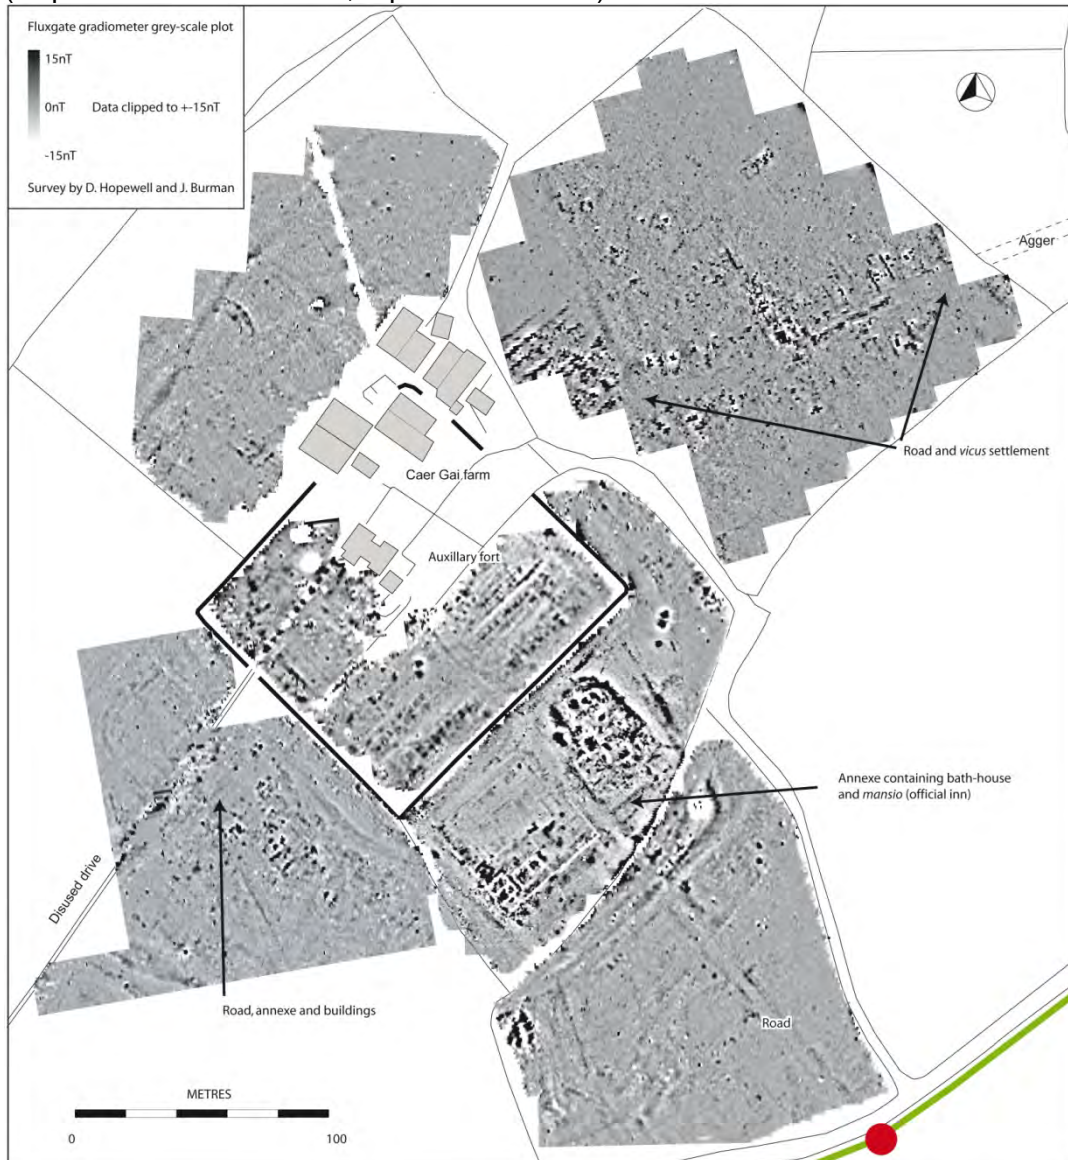 Fluxgate gradiometer grey-scale plot
15nT
0nT
Data clipped to +-15nT
-15nT
Survey by D. Hopewell and J. Burman
Agger
Road and vicus settlement
Caer Gai farm
Auxillary fort
Annexe containing bath-house
and mansio (official inn)
Disused drive
Road, annexe and buildings
Road
METRES
0
100